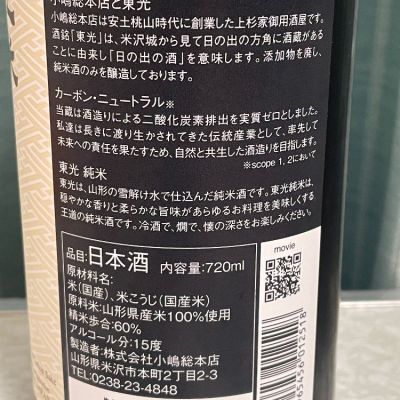 小嶋総本店と東光
小嶋総本店は安土桃山時代に創業した上杉家御用酒屋です。
酒銘「東光」は、米沢城から見て日の出の方角に酒蔵があるこ
とに由来し「日の出の酒」を意味します。添加物を廃し、
純米酒のみを醸造しております。
カーボン・ニュートラル※
当蔵は酒造りによる二酸化炭素排出を実質ゼロとしました。
私達は長きに渡り生かされてきた伝統産業として、率先して
未来への責任を果たすため、自然と共生した酒造りを目指します。
※scope 1, 2において
東光 純米
東光は、山形の雪解け水で仕込んだ純米酒です。東光純米は、
穏やかな香りと柔らかな旨味があらゆるお料理を美味しくする
王道の純米酒です。冷酒で、燗で、懐の深さをお楽しみください。
品目:日本酒 内容量:720ml
原材料名:
米(国産)、米こうじ(国産米)
原料米:山形県産米100%使用
精米歩合:60%
アルコール分:15度
製造者:株式会社小嶋総本店
山形県米沢市本町2丁目2-3
TEL:0238-23-4848
movie